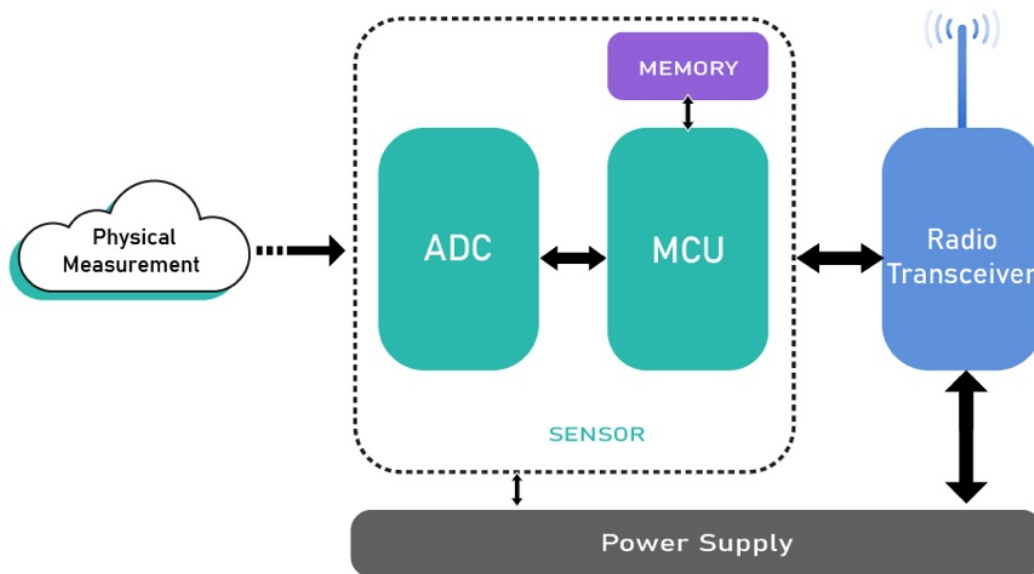 MEMORY
Physical
Measurement
ADC
MCU
Radio
Transceiver
SENSOR
Power Supply